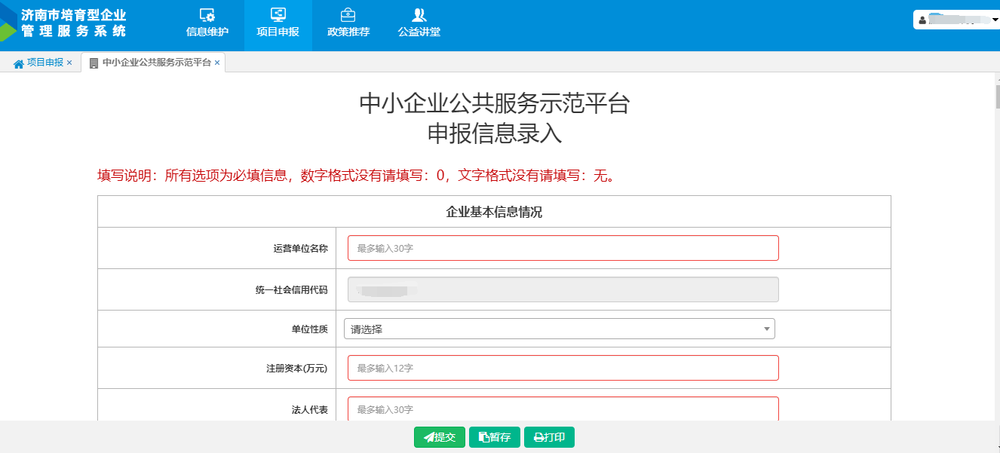 济南市培育型企业
管理服务系统
信息维护
项目申报
政策推荐
公益讲堂
项目申报 ×
中小企业公共服务示范平台 ×
中小企业公共服务示范平台
申报信息录入
填写说明：所有选项为必填信息，数字格式没有请填写：0，文字格式没有请填写：无。
企业基本信息情况
运营单位名称 最多输入30字
统一社会信用代码
单位性质 请选择
注册资本(万元) 最多输入12字
法人代表 最多输入30字
提交 暂存 打印